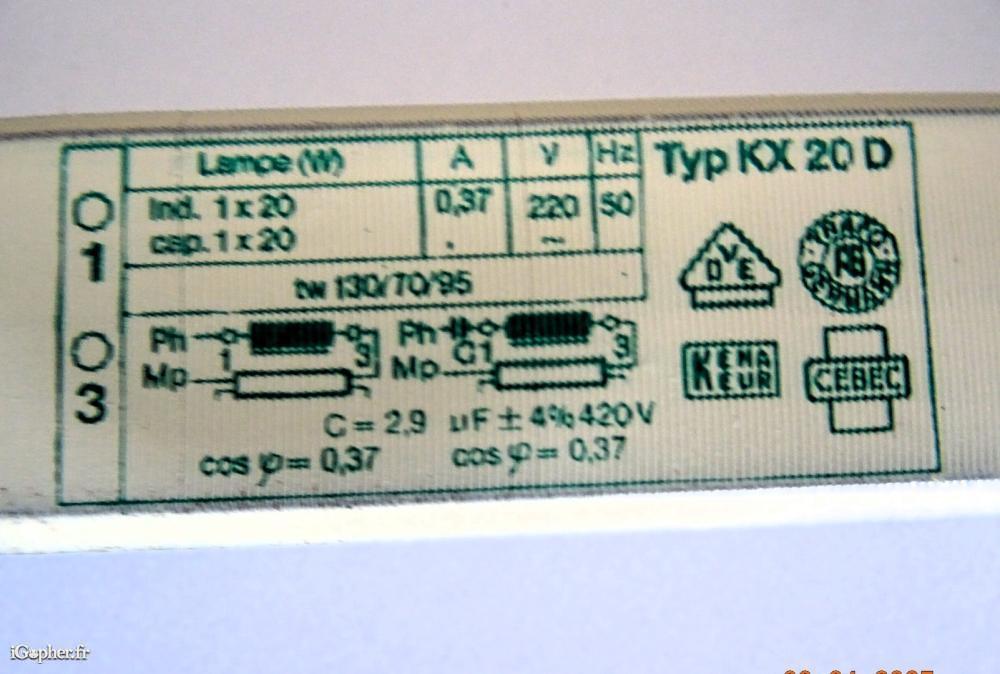 Lampe (W) A V Hz
Ind. 1 x 20 0,37 220 50
cap. 1 x 20 . ~
tw 130/70/95
1
3
Typ KX 20 D
VDE
KEMA
KEUR
CEBEC
Ph 1 3 Ph C1 3
Mp Mp
C = 2,9 µF ± 4% 420V
cos φ = 0,37 cos φ = 0,37
iGopher.fr